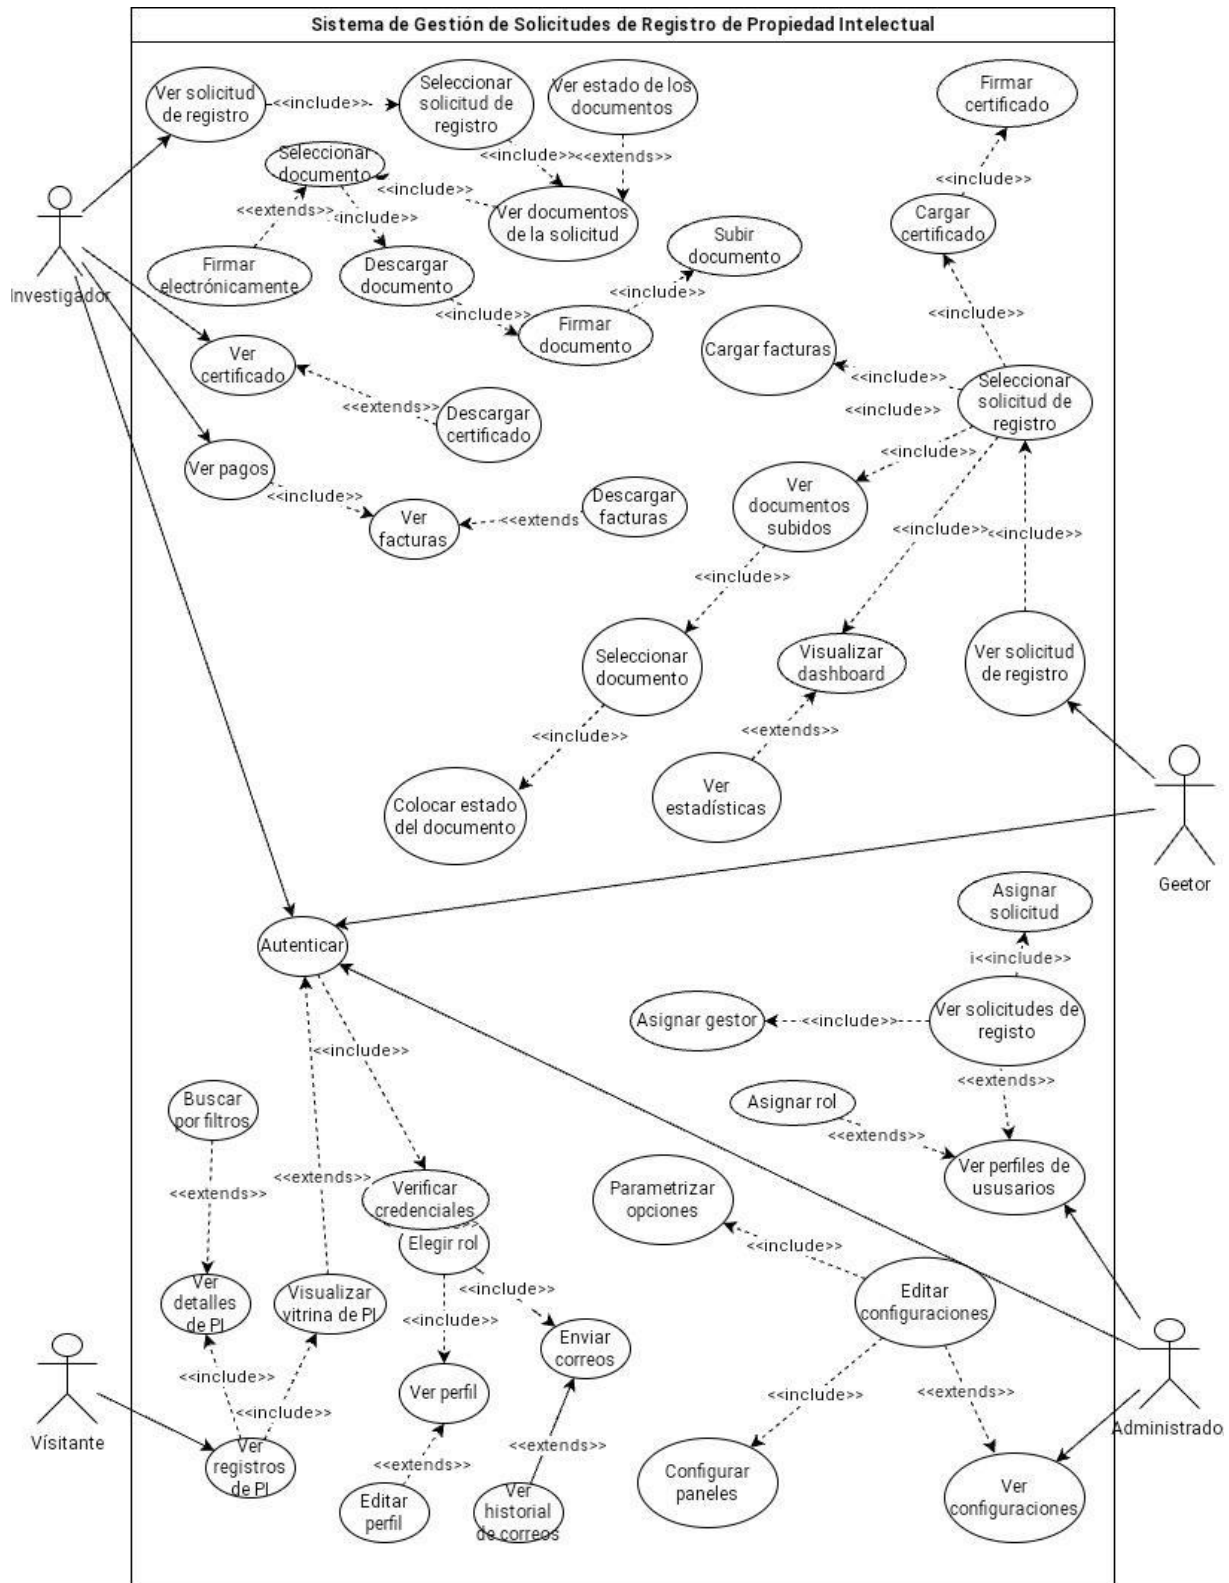 Sistema de Gestión de Solicitudes de Registro de Propiedad Intelectual
Ver solicitud
de registro
<<include>>
Seleccionar
solicitud de
registro
Ver estado de los
documentos
Firmar
certificado
<<include>>
<<extends>>
Seleccionar
documento
<<include>>
<<include>>
<<extends>>
<<include>>
Ver documentos
de la solicitud
Cargar
certificado
Subir
documento
Firmar
electrónicamente
Descargar
documento
Investigador
<<include>>
<<include>>
<<include>>
Firmar
documento
Ver
certificado
Cargar facturas
<<include>>
Seleccionar
solicitud de
registro
<<extends>>
Descargar
certificado
<<include>>
<<include>>
Ver pagos
<<include>>
Ver
facturas
<<extends
Descargar
facturas
Ver
documentos
subidos
<<include>>
<<include>>
<<include>>
Seleccionar
documento
Visualizar
dashboard
Ver solicitud
de registro
<<include>>
<<extends>>
Colocar estado
del documento
Ver
estadísticas
Geetor
Autenticar
Asignar
solicitud
i<<include>>
Asignar gestor
<<include>>
Ver solicitudes de
registo
<<include>>
<<extends>>
Buscar
por filtros
Asignar rol
<<extends>>
Ver perfiles de
ususarios
<<extends>>
<<extends>>
Verificar
credenciales
Elegir rol
Parametrizar
opciones
<<include>>
Ver
detalles
de PI
Visualizar
vitrina de PI
<<include>>
<<include>>
Enviar
correos
Editar
configuraciones
Vísitante
<<include>>
<<include>>
Ver perfil
<<include>>
<<extends>>
Administrado
Ver
registros
de PI
<<extends>>
<<extends>>
Editar
perfil
Ver
historial
de correos
Configurar
paneles
Ver
configuraciones